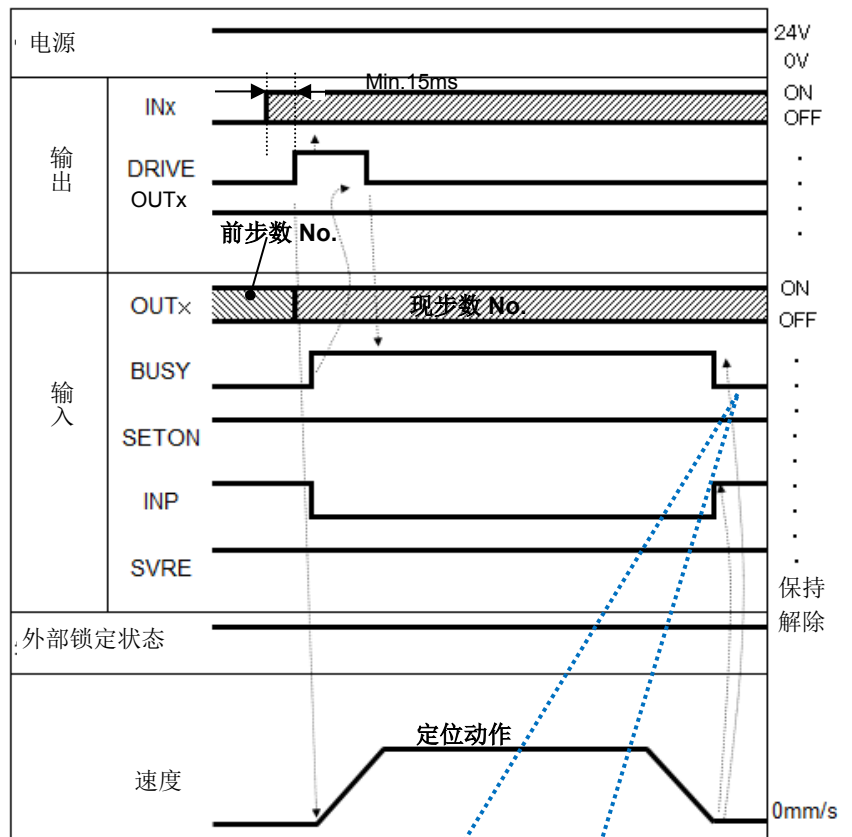 电源
24V
0V
Min.15ms
INx
ON
OFF
输出
DRIVE
OUTx
前步数 No.
OUTx
现步数 No.
ON
OFF
BUSY
输入
SETON
INP
SVRE
保持
外部锁定状态
解除
定位动作
速度
0mm/s